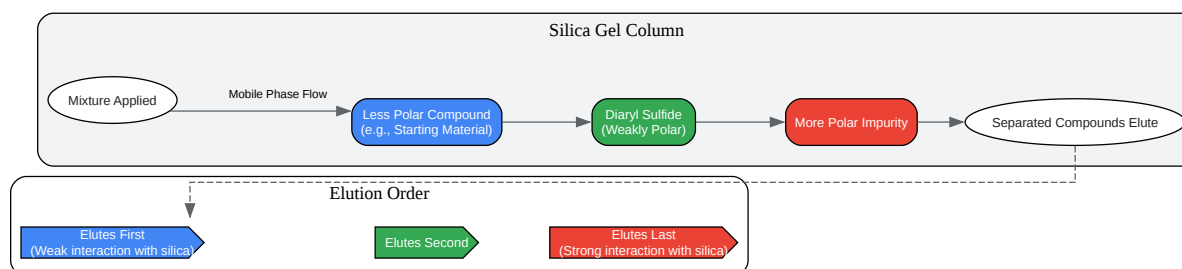 Silica Gel Column
Mixture Applied
Mobile Phase Flow
Less Polar Compound
(e.g., Starting Material)
Diaryl Sulfide
(Weakly Polar)
More Polar Impurity
Separated Compounds Elute
Elution Order
Elutes First
(Weak interaction with silica)
Elutes Second
Elutes Last
(Strong interaction with silica)